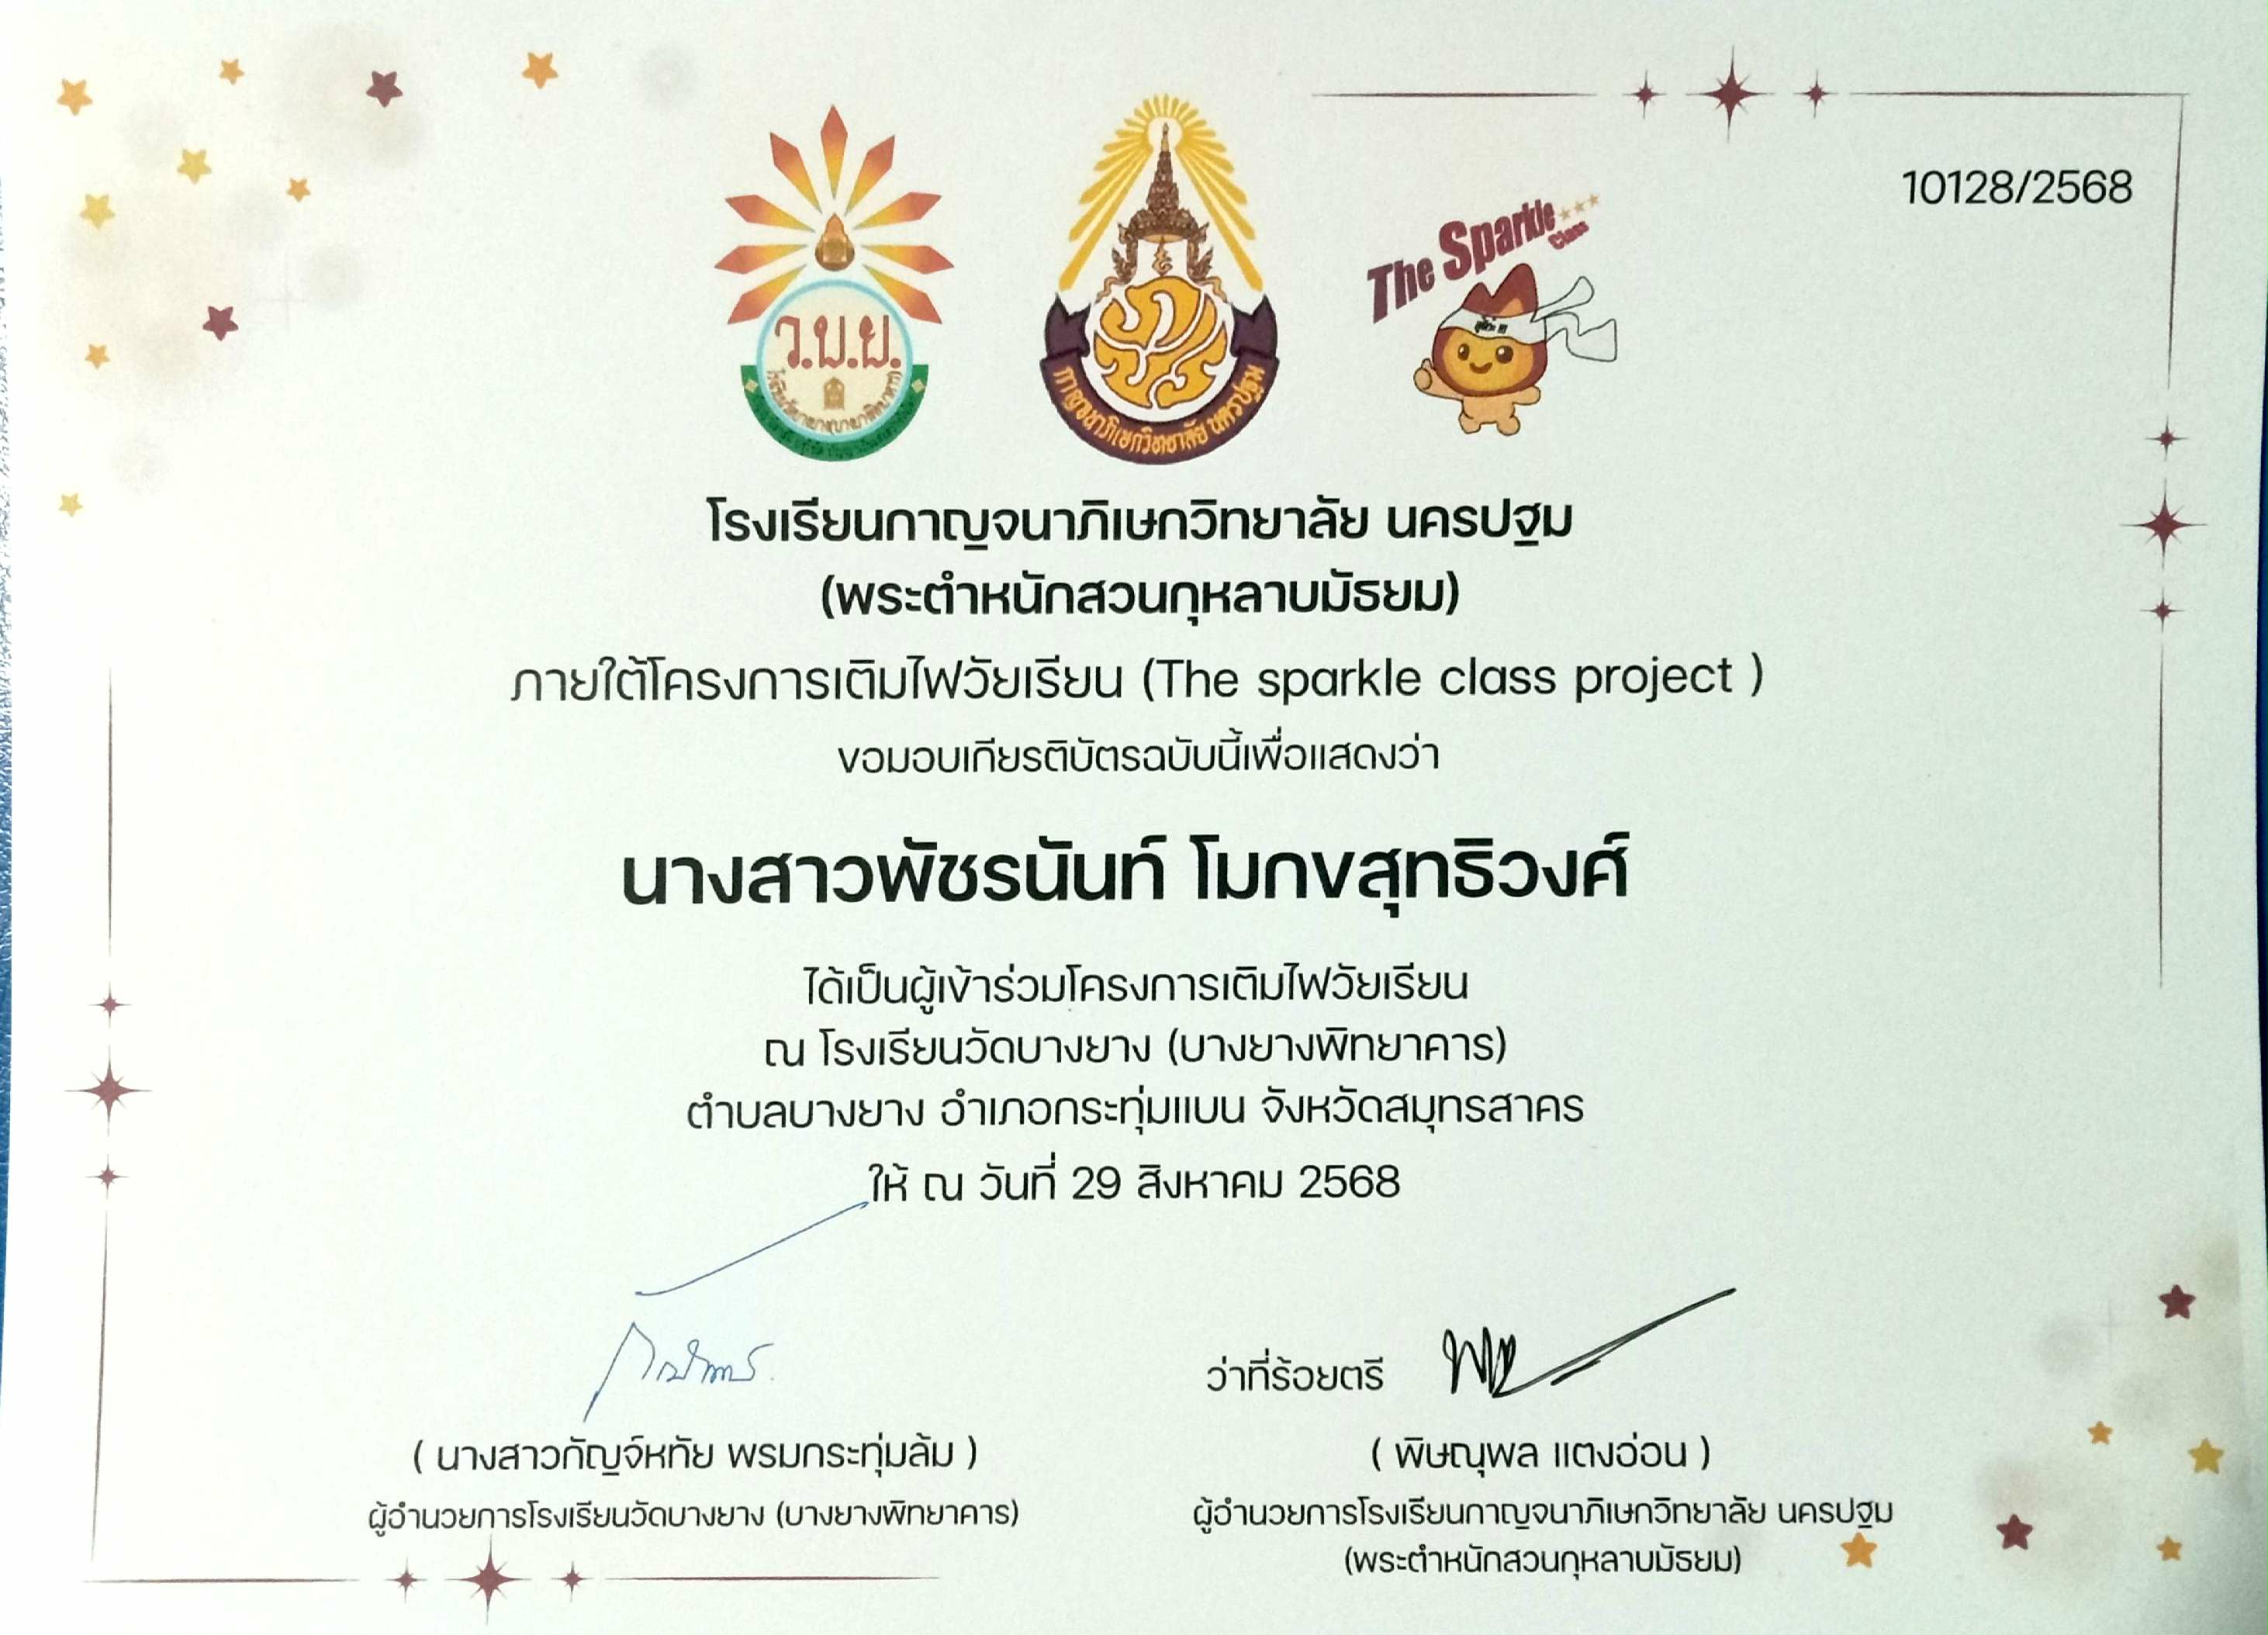 10128/2568
ว.บ.ย.
กาญจนาภิเษกวิทยาลัย นครปฐม
The Sparkle
Class
โรงเรียนกาญจนาภิเษกวิทยาลัย นครปฐม
(พระตำหนักสวนกุหลาบมัธยม)
ภายใต้โครงการเติมไฟวัยเรียน (The sparkle class project )
ขอมอบเกียรติบัตรฉบับนี้เพื่อแสดงว่า
นางสาวพัชรนันท์ โมกขสุทธิวงศ์
ได้เป็นผู้เข้าร่วมโครงการเติมไฟวัยเรียน
ณ โรงเรียนวัดบางยาง (บางยางพิทยาคาร)
ตำบลบางยาง อำเภอกระทุ่มแบน จังหวัดสมุทรสาคร
ให้ ณ วันที่ 29 สิงหาคม 2568
ว่าที่ร้อยตรี
( นางสาวกัญจ์หทัย พรมกระทุ่มล้ม )
( พิษณุพล แตงอ่อน )
ผู้อำนวยการโรงเรียนวัดบางยาง (บางยางพิทยาคาร)
ผู้อำนวยการโรงเรียนกาญจนาภิเษกวิทยาลัย นครปฐม
(พระตำหนักสวนกุหลาบมัธยม)